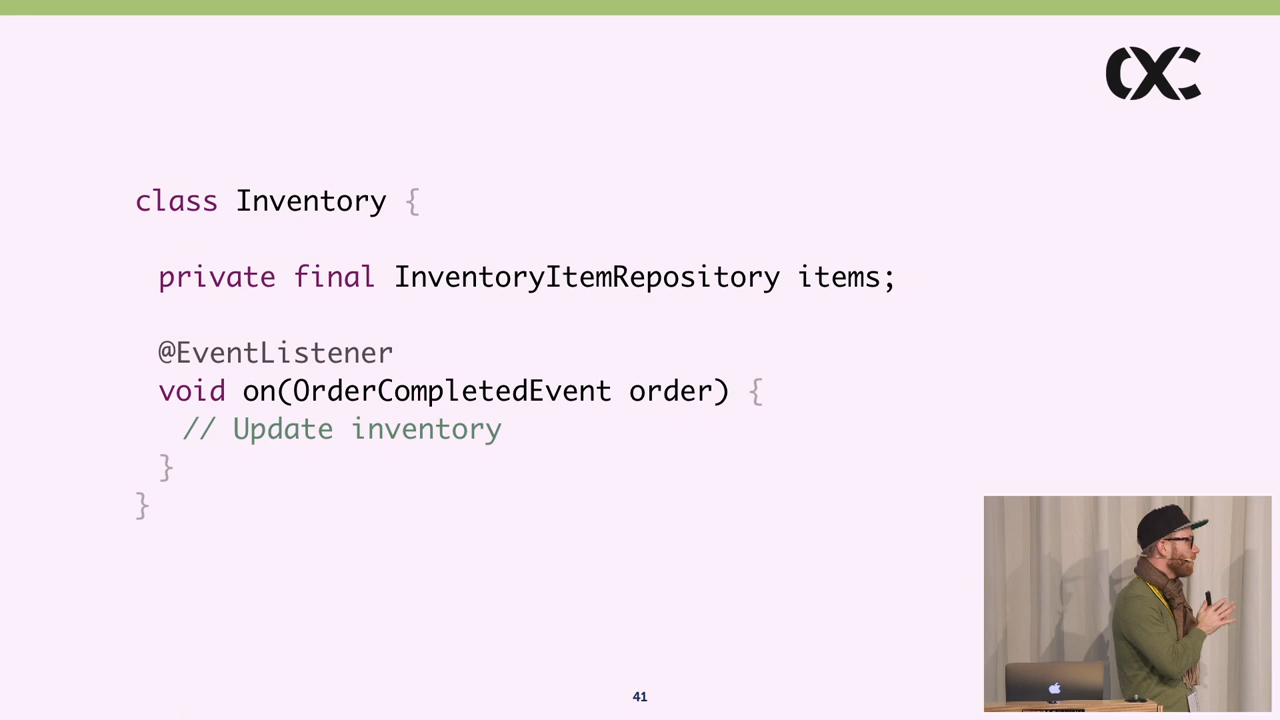 class Inventory {
private final InventoryItemRepository items;
@EventListener
void on(OrderCompletedEvent order) {
// Update inventory
}
}
41